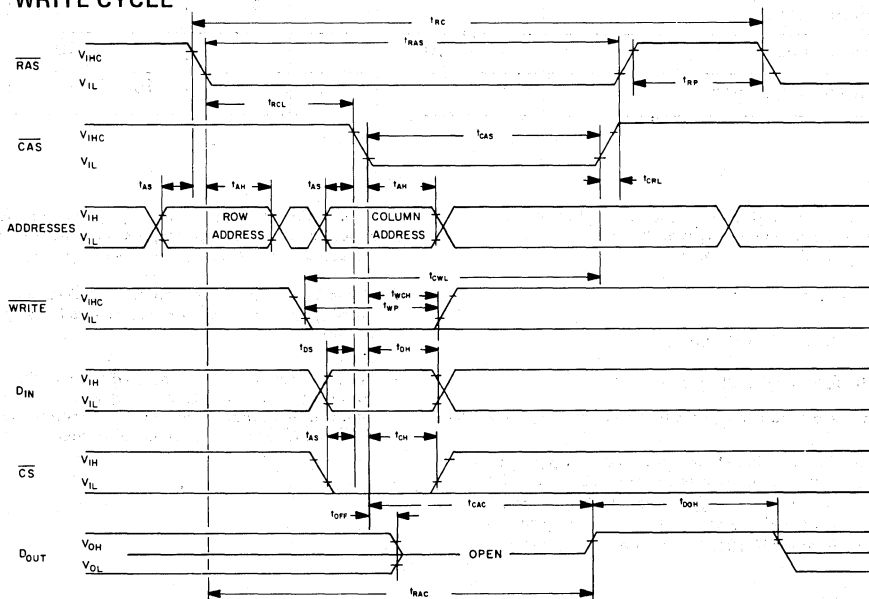 WRITE CYCLE
tRC
tRAS
RAS
VIHC
VIL
tRP
tRCL
CAS
VIHC
VIL
tCAS
tCRL
tAS
tAH
tAS
tAH
ADDRESSES
VIH
VIL
ROW
ADDRESS
COLUMN
ADDRESS
tCWL
WRITE
VIHC
VIL
tWCH
tWP
tDS
tDH
DIN
VIH
VIL
tAS
tCH
CS
VIH
VIL
tCAC
tDOH
tOFF
DOUT
VOH
VOL
OPEN
tRAC